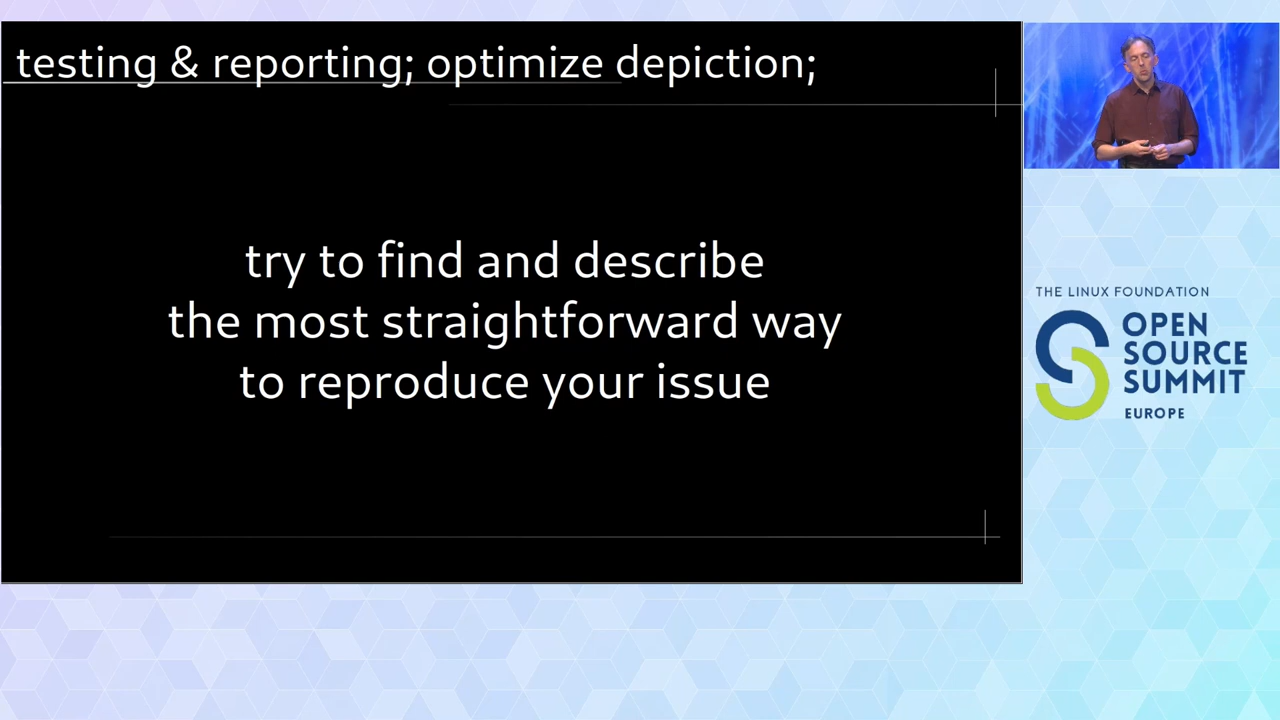 testing & reporting; optimize depiction;
try to find and describe
the most straightforward way
to reproduce your issue
THE LINUX FOUNDATION
OPEN
SOURCE
SUMMIT
EUROPE